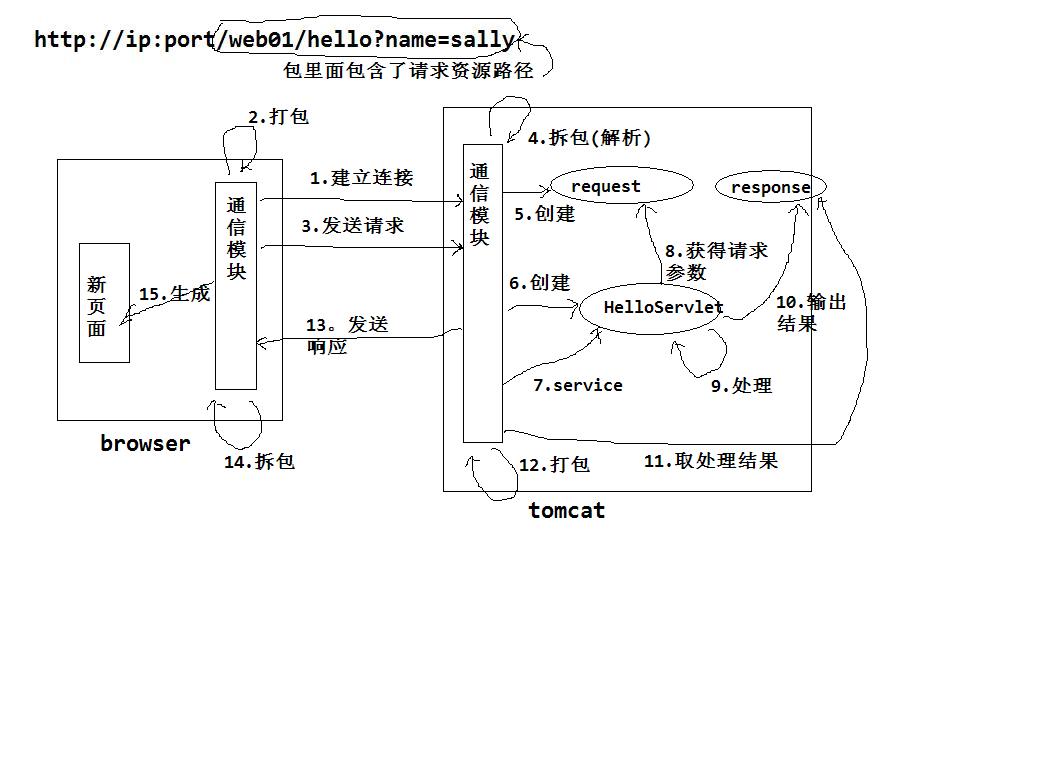 http://ip:port/web01/hello?name=sally
包里面包含了请求资源路径
2.打包
4.拆包(解析)
通
信
模
块
1.建立连接
request
response
通
信
模
块
3.发送请求
5.创建
8.获得请求
参数
新
页
面
15.生成
6.创建
HelloServlet
10.输出
结果
13。发送
响应
7.service
9.处理
browser
14.拆包
12.打包
11.取处理结果
tomcat